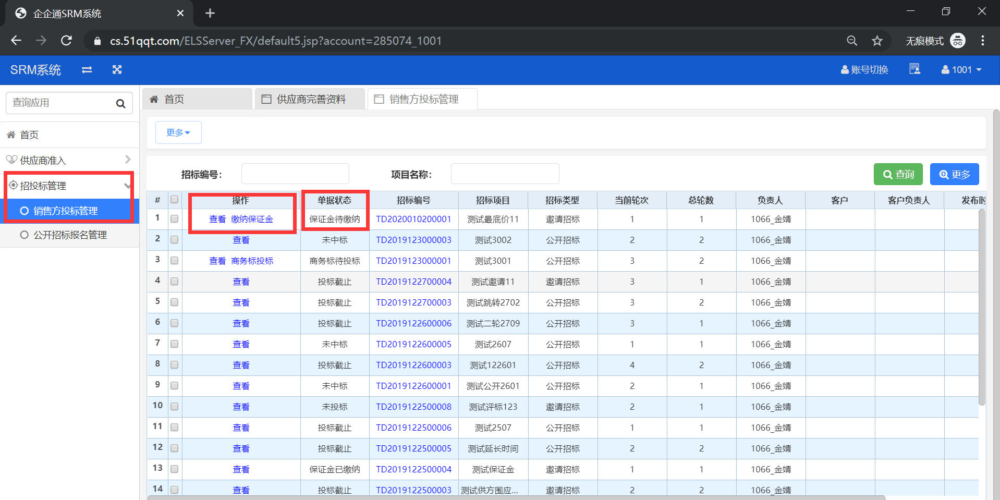 企企通SRM系统
cs.51qqt.com/ELSServer_FX/default5.jsp?account=285074_1001
无痕模式
SRM系统
账号切换
1001
查询应用
首页
供应商准入
招投标管理
销售方投标管理
公开招标报名管理
首页 供应商完善资料 销售方投标管理
更多
招标编号： 项目名称： 查询 更多
# 操作 单据状态 招标编号 招标项目 招标类型 当前轮次 总轮数 负责人 客户 客户负责人 发布时
1 查看 缴纳保证金 保证金待缴纳 TD2020010200001 测试最底价11 邀请招标 1 1 1066_金婧
2 查看 未中标 TD2019123000003 测试3002 公开招标 2 2 1066_金婧
3 查看 商务标投标 商务标待投标 TD2019123000001 测试3001 公开招标 3 2 1066_金婧
4 查看 投标截止 TD2019122700004 测试邀请11 邀请招标 3 1 1066_金婧
5 查看 投标截止 TD2019122700003 测试跳转2702 公开招标 3 2 1066_金婧
6 查看 投标截止 TD2019122600006 测试二轮2709 公开招标 3 1 1066_金婧
7 查看 未中标 TD2019122600005 测试2607 公开招标 1 1 1066_金婧
8 查看 投标截止 TD2019122600003 测试122601 公开招标 4 2 1066_金婧
9 查看 未中标 TD2019122600001 测试公开2601 公开招标 2 1 1066_金婧
10 查看 未投标 TD2019122500008 测试评标123 邀请招标 2 1 1066_金婧
11 查看 投标截止 TD2019122500006 测试2507 公开招标 1 1 1066_金婧
12 查看 投标截止 TD2019122500005 测试延长时间 公开招标 2 2 1066_金婧
13 查看 保证金已缴纳 TD2019122500004 测试保证金 邀请招标 1 1 1066_金婧
14 查看 投标截止 TD2019122500003 测试供方围应... 邀请招标 2 2 1066_金婧